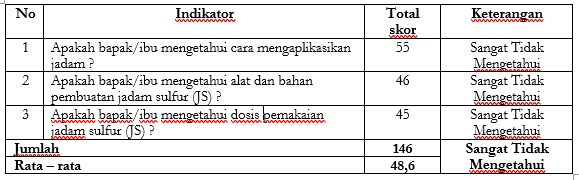 No Indikator Total skor Keterangan
1 Apakah bapak/ibu mengetahui cara mengaplikasikan jadam ? 55 Sangat Tidak Mengetahui
2 Apakah bapak/ibu mengetahui alat dan bahan pembuatan jadam sulfur (JS) ? 46 Sangat Tidak Mengetahui
3 Apakah bapak/ibu mengetahui dosis pemakaian jadam sulfur (JS) ? 45 Sangat Tidak Mengetahui
Jumlah 146 Sangat Tidak Mengetahui
Rata – rata 48,6